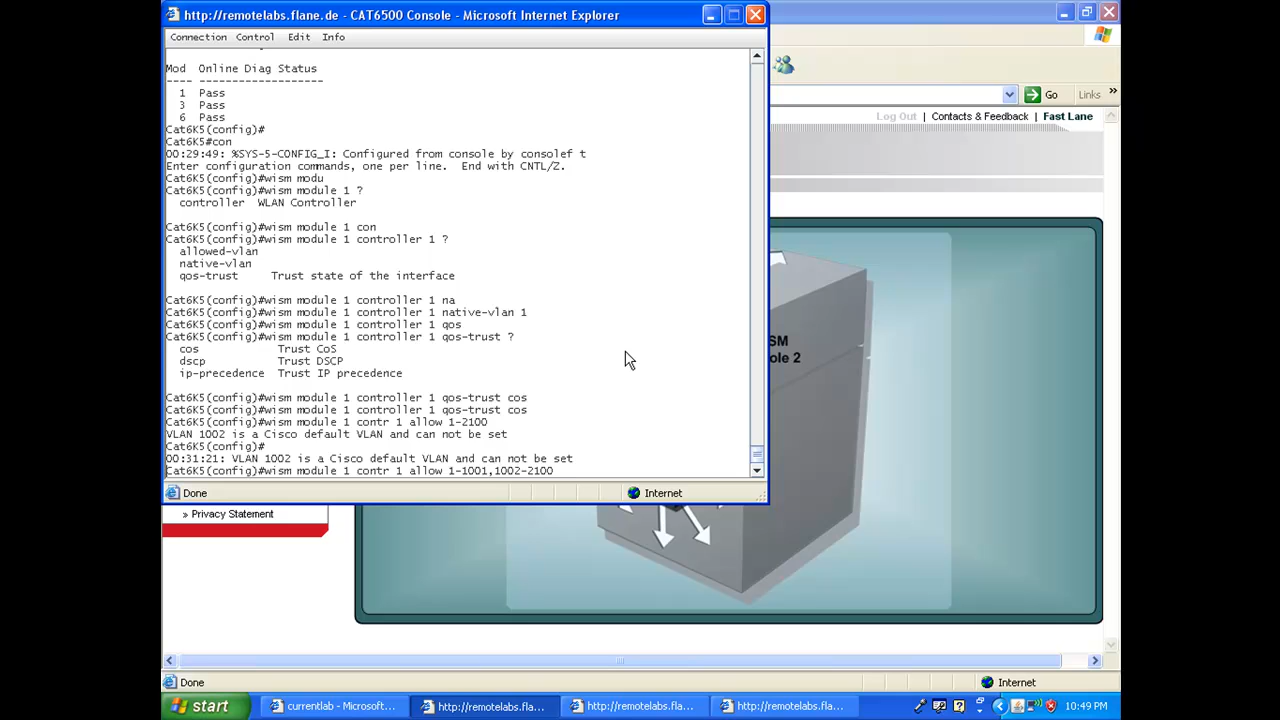 http://remotelabs.flane.de - CAT6500 Console - Microsoft Internet Explorer
Connection Control Edit Info
Mod Online Diag Status
---- -------------------
1 Pass
3 Pass
6 Pass
Cat6K5(config)#
Cat6K5#con
00:29:49: %SYS-5-CONFIG_I: Configured from console by consolef t
Enter configuration commands, one per line. End with CNTL/Z.
Cat6K5(config)#wism modu
Cat6K5(config)#wism module 1 ?
controller WLAN Controller
Cat6K5(config)#wism module 1 con
Cat6K5(config)#wism module 1 controller 1 ?
allowed-vlan
native-vlan
qos-trust Trust state of the interface
Cat6K5(config)#wism module 1 controller 1 na
Cat6K5(config)#wism module 1 controller 1 native-vlan 1
Cat6K5(config)#wism module 1 controller 1 qos
Cat6K5(config)#wism module 1 controller 1 qos-trust ?
cos Trust CoS
dscp Trust DSCP
ip-precedence Trust IP precedence
Cat6K5(config)#wism module 1 controller 1 qos-trust cos
Cat6K5(config)#wism module 1 controller 1 qos-trust cos
Cat6K5(config)#wism module 1 contr 1 allow 1-2100
VLAN 1002 is a Cisco default VLAN and can not be set
Cat6K5(config)#
00:31:21: VLAN 1002 is a Cisco default VLAN and can not be set
Cat6K5(config)#wism module 1 contr 1 allow 1-1001,1002-2100
Done Internet
Go Links »
Log Out | Contacts & Feedback | Fast Lane
SM
ole 2
» Privacy Statement
Done Internet
start currentlab - Microsoft... http://remotelabs.fla... http://remotelabs.fla... http://remotelabs.fla... 10:49 PM